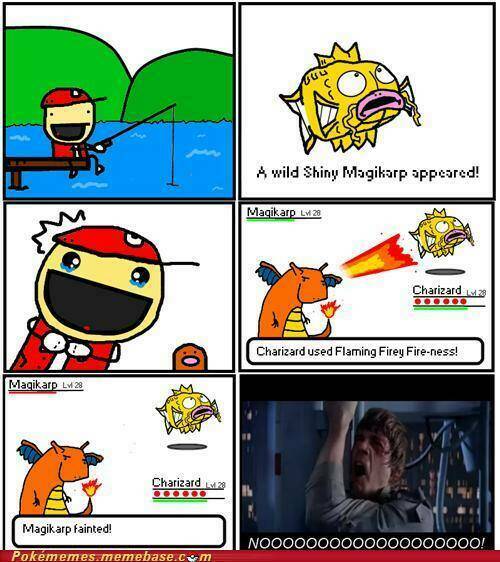 A wild Shiny Magikarp appeared!
Magikarp Lvl 28
Charizard Lvl 28
Charizard used Flaming Firey Fire-ness!
Magikarp Lvl 28
Charizard Lvl 28
Magikarp fainted!
NOOOOOOOOOOOOOOOOOOO!
Pokémemes.memebase.com